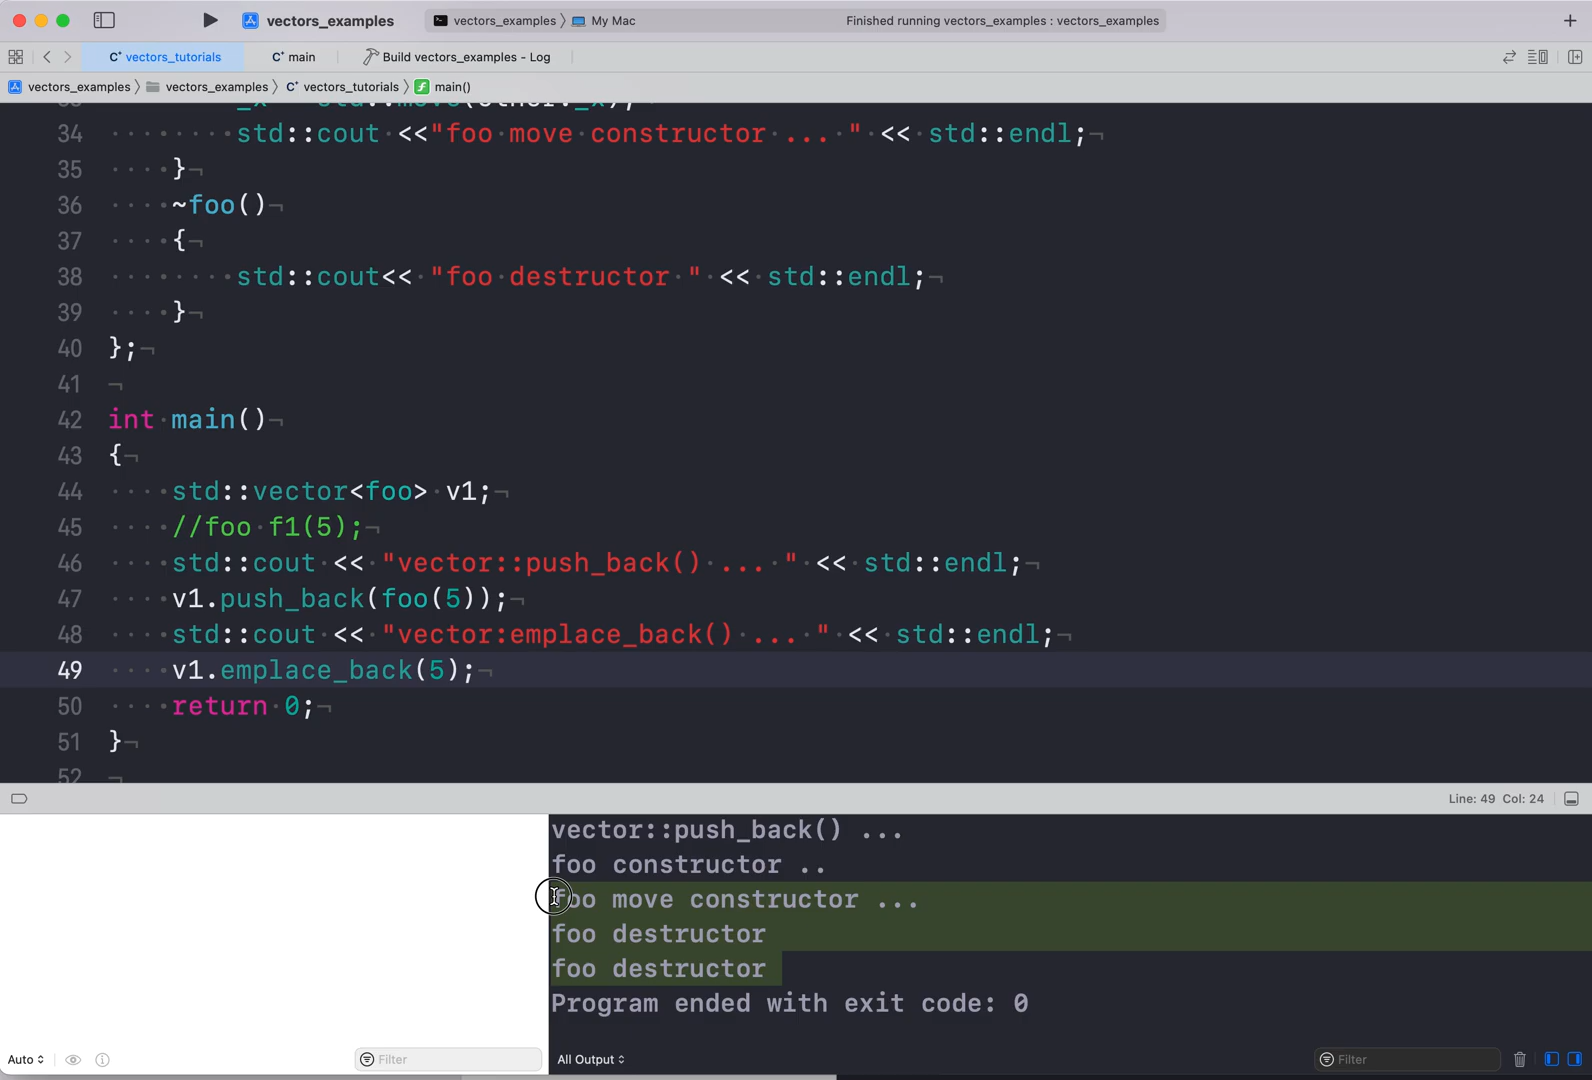 vectors_examples
vectors_examples 〉 My Mac
Finished running vectors_examples : vectors_examples
vectors_tutorials
main
Build vectors_examples - Log
vectors_examples 〉 vectors_examples 〉 vectors_tutorials 〉 main()
_x = std::move(other._x);
34 std::cout <<"foo move constructor ... " << std::endl;
35 }
36 ~foo()
37 {
38 std::cout<< "foo destructor " << std::endl;
39 }
40 };
41
42 int main()
43 {
44 std::vector<foo> v1;
45 //foo f1(5);
46 std::cout << "vector::push_back() ... " << std::endl;
47 v1.push_back(foo(5));
48 std::cout << "vector:emplace_back() ... " << std::endl;
49 v1.emplace_back(5);
50 return 0;
51 }
52
Line: 49 Col: 24
vector::push_back() ...
foo constructor ..
foo move constructor ...
foo destructor
foo destructor
Program ended with exit code: 0
Auto
Filter
All Output
Filter